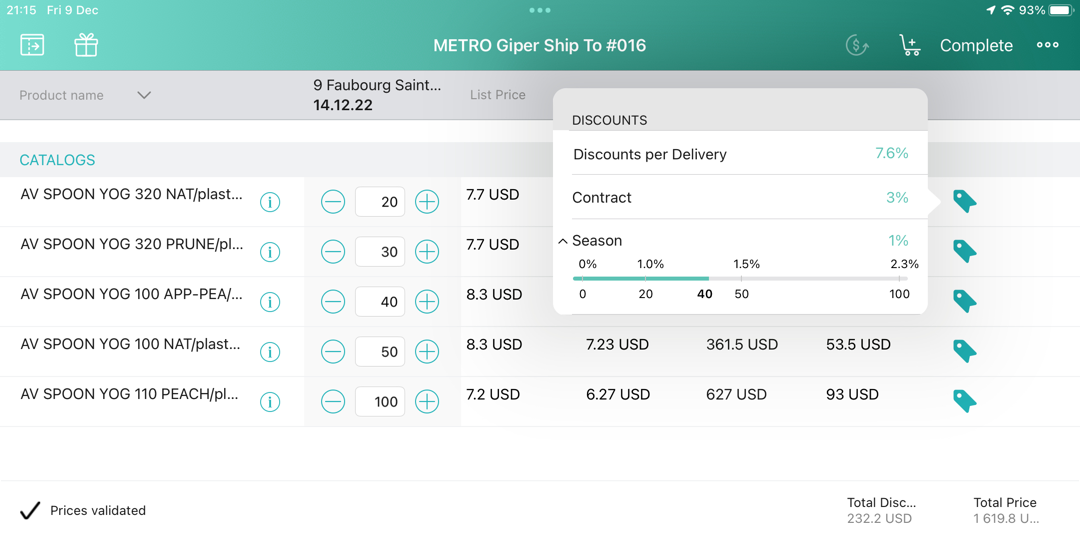 21:15 Fri 9 Dec 93%
METRO Giper Ship To #016 Complete
Product name 9 Faubourg Saint... List Price
14.12.22
DISCOUNTS
Discounts per Delivery 7.6%
Contract 3%
Season 1%
0% 1.0% 1.5% 2.3%
0 20 40 50 100
CATALOGS
AV SPOON YOG 320 NAT/plast... 20 7.7 USD
AV SPOON YOG 320 PRUNE/pl... 30 7.7 USD
AV SPOON YOG 100 APP-PEA/... 40 8.3 USD
AV SPOON YOG 100 NAT/plast... 50 8.3 USD 7.23 USD 361.5 USD 53.5 USD
AV SPOON YOG 110 PEACH/pl... 100 7.2 USD 6.27 USD 627 USD 93 USD
Prices validated
Total Disc... Total Price
232.2 USD 1 619.8 U...